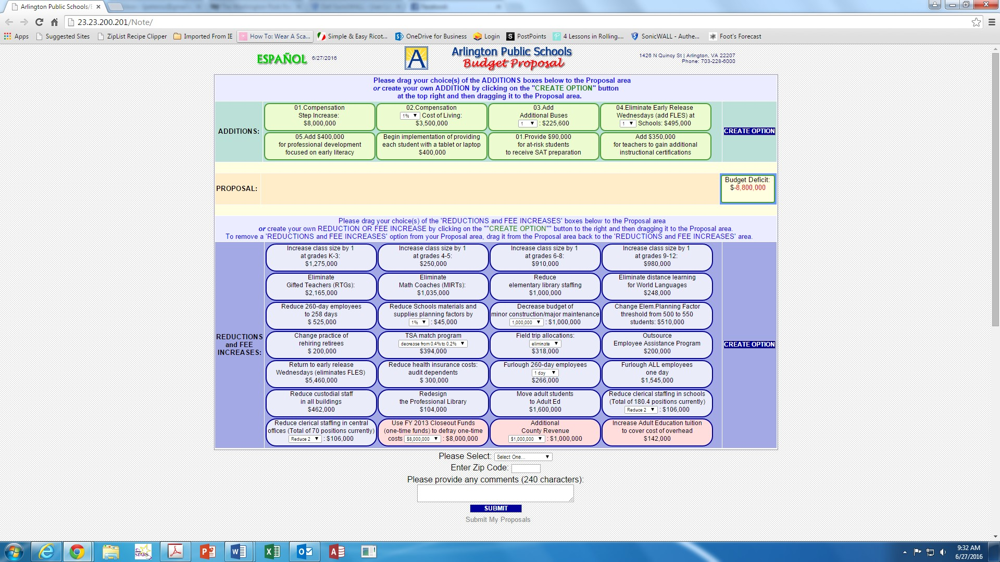 Arlington Public Schools/
23.23.200.201/Note/
Apps
Suggested Sites
ZipList Recipe Clipper
Imported From IE
How To: Wear A Sca...
Simple & Easy Ricot...
OneDrive for Business
Login
PostPoints
4 Lessons in Rolling....
SonicWALL - Authe...
Foot's Forecast
ESPAÑOL
6/27/2016
A
Arlington Public Schools
Budget Proposal
1426 N Quincy St | Arlington, VA 22207
Phone: 703-228-6000
Please drag your choice(s) of the ADDITIONS boxes below to the Proposal area
or create your own ADDITION by clicking on the "CREATE OPTION" button
at the top right and then dragging it to the Proposal area.
ADDITIONS:
01.Compensation
Step Increase:
$8,000,000
02.Compensation
1% Cost of Living:
$3,500,000
03.Add
Additional Buses
1 : $225,600
04.Eliminate Early Release
Wednesdays (add FLES) at
1 Schools: $495,000
05.Add $400,000
for professional development
focused on early literacy
Begin implementation of providing
each student with a tablet or laptop
$400,000
01.Provide $90,000
for at-risk students
to receive SAT preparation
Add $350,000
for teachers to gain additional
instructional certifications
CREATE OPTION
PROPOSAL:
Budget Deficit:
$-8,800,000
Please drag your choice(s) of the 'REDUCTIONS and FEE INCREASES' boxes below to the Proposal area
or create your own REDUCTION OR FEE INCREASE by clicking on the ""CREATE OPTION"" button to the right and then dragging it to the Proposal area.
To remove a 'REDUCTIONS and FEE INCREASES' option from your Proposal area, drag it from the Proposal area back to the 'REDUCTIONS and FEE INCREASES' area.
REDUCTIONS
and FEE
INCREASES:
Increase class size by 1
at grades K-3:
$1,275,000
Increase class size by 1
at grades 4-5:
$250,000
Increase class size by 1
at grades 6-8:
$910,000
Increase class size by 1
at grades 9-12:
$980,000
Eliminate
Gifted Teachers (RTGs):
$2,165,000
Eliminate
Math Coaches (MIRTs):
$1,035,000
Reduce
elementary library staffing
$1,000,000
Eliminate distance learning
for World Languages
$248,000
Reduce 260-day employees
to 258 days
$ 525,000
Reduce Schools materials and
supplies planning factors by
1% : $45,000
Decrease budget of
minor construction/major maintenance
1,000,000 : $1,000,000
Change Elem.Planning Factor
threshold from 500 to 550
students: $510,000
Change practice of
rehiring retirees
$ 200,000
TSA match program
decrease from 0.4% to 0.2%
$394,000
Field trip allocations:
eliminate
$318,000
Outsource
Employee Assistance Program
$200,000
Return to early release
Wednesdays (eliminates FLES)
$5,460,000
Reduce health insurance costs:
audit dependents
$ 300,000
Furlough 260-day employees
1 day
$266,000
Furlough ALL employees
one day
$1,545,000
Reduce custodial staff
in all buildings
$462,000
Redesign
the Professional Library
$104,000
Move adult students
to Adult Ed
$1,600,000
Reduce clerical staffing in schools
(Total of 180.4 positions currently)
Reduce 2 : $106,000
Reduce clerical staffing in central
offices (Total of 70 positions currently)
Reduce 2 : $106,000
Use FY 2013 Closeout Funds
(one-time funds) to defray one-time
costs $8,000,000 : $8,000,000
Additional
County Revenue
$1,000,000 : $1,000,000
Increase Adult Education tuition
to cover cost of overhead
$142,000
CREATE OPTION
Please Select: Select One...
Enter Zip Code:
Please provide any comments (240 characters):
SUBMIT
Submit My Proposals
STARS
9:32 AM
6/27/2016